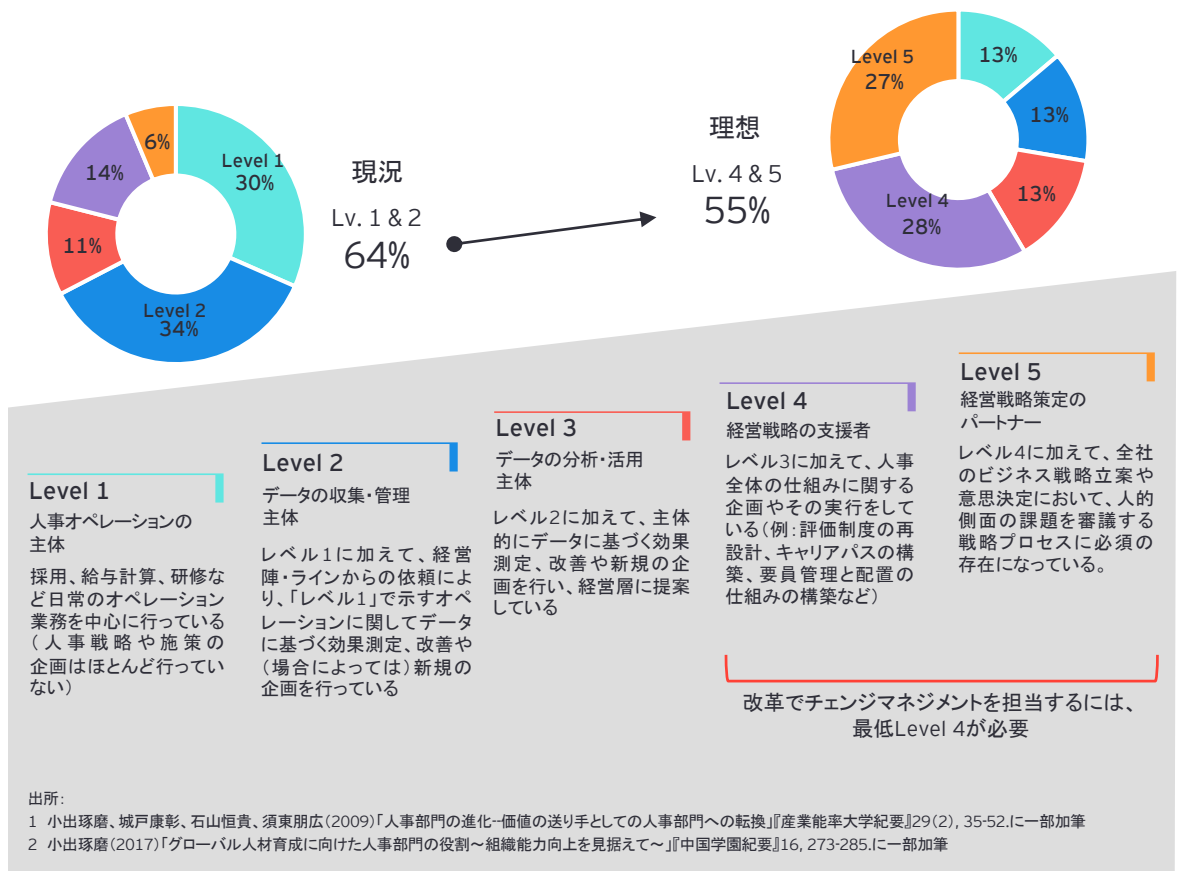 Level 1
30%
Level 2
34%
11%
14%
6%
現況
Lv. 1 & 2
64%
理想
Lv. 4 & 5
55%
13%
13%
13%
Level 4
28%
Level 5
27%
Level 1
人事オペレーションの
主体
採用、給与計算、研修な
ど日常のオペレーション
業務を中心に行っている
(人事戦略や施策の
企画はほとんど行ってい
ない)
Level 2
データの収集・管理
主体
レベル1に加えて、経営
陣・ラインからの依頼によ
り、「レベル1」で示すオペ
レーションに関してデータ
に基づく効果測定、改善や
(場合によっては)新規の
企画を行っている
Level 3
データの分析・活用
主体
レベル2に加えて、主体
的にデータに基づく効果
測定、改善や新規の企
画を行い、経営層に提案
している
Level 4
経営戦略の支援者
レベル3に加えて、人事
全体の仕組みに関する
企画やその実行をして
いる(例:評価制度の再
設計、キャリアパスの構
築、要員管理と配置の
仕組みの構築など)
Level 5
経営戦略策定の
パートナー
レベル4に加えて、全社
のビジネス戦略立案や
意思決定において、人的
側面の課題を審議する
戦略プロセスに必須の
存在になっている。
改革でチェンジマネジメントを担当するには、
最低Level 4が必要
出所:
1 小出琢磨、城戸康彰、石山恒貴、須東朋広(2009)「人事部門の進化--価値の送り手としての人事部門への転換」『産業能率大学紀要』29(2), 35-52.に一部加筆
2 小出琢磨(2017)「グローバル人材育成に向けた人事部門の役割~組織能力向上を見据えて~」『中国学園紀要』16, 273-285.に一部加筆